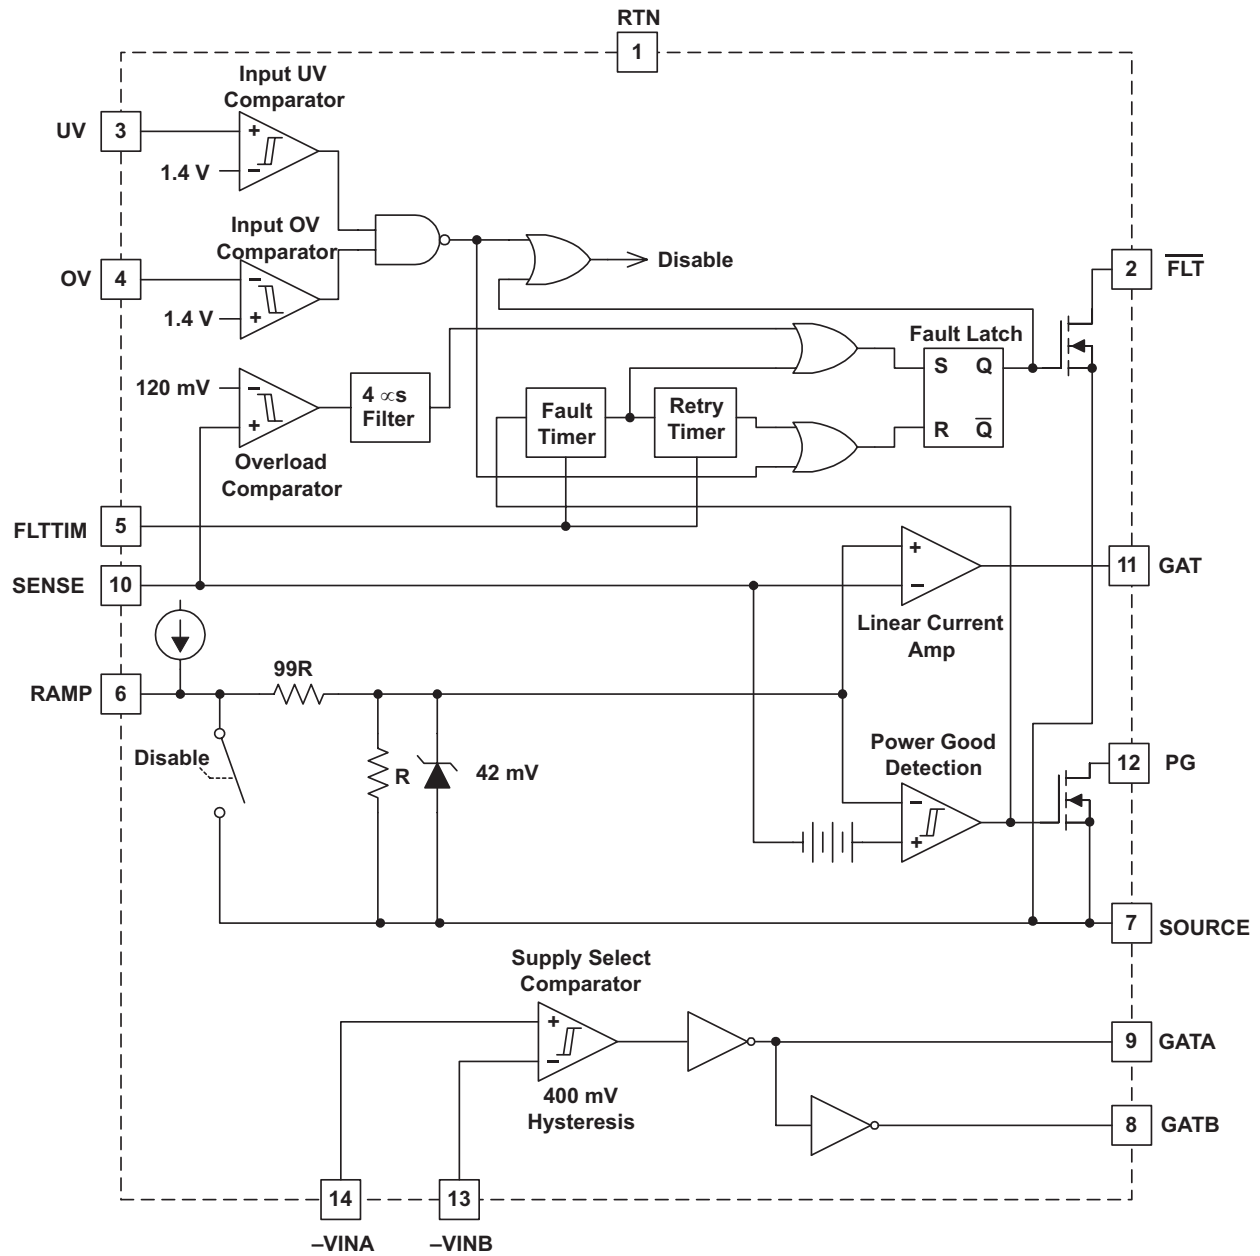 RTN
1
Input UV
Comparator
UV
3
+
1.4 V
−
Input OV
Comparator
OV
4
−
1.4 V
+
Disable
2
FLT
Fault Latch
120 mV
−
+
4 ∝s
Filter
Fault
Timer
Retry
Timer
S Q
R Q
Overload
Comparator
FLTTIM
5
SENSE
10
+
−
11
GAT
Linear Current
Amp
99R
RAMP
6
Disable
R
42 mV
Power Good
Detection
12
PG
−
+
7
SOURCE
Supply Select
Comparator
+
−
400 mV
Hysteresis
9
GATA
8
GATB
14
13
–VINA
–VINB